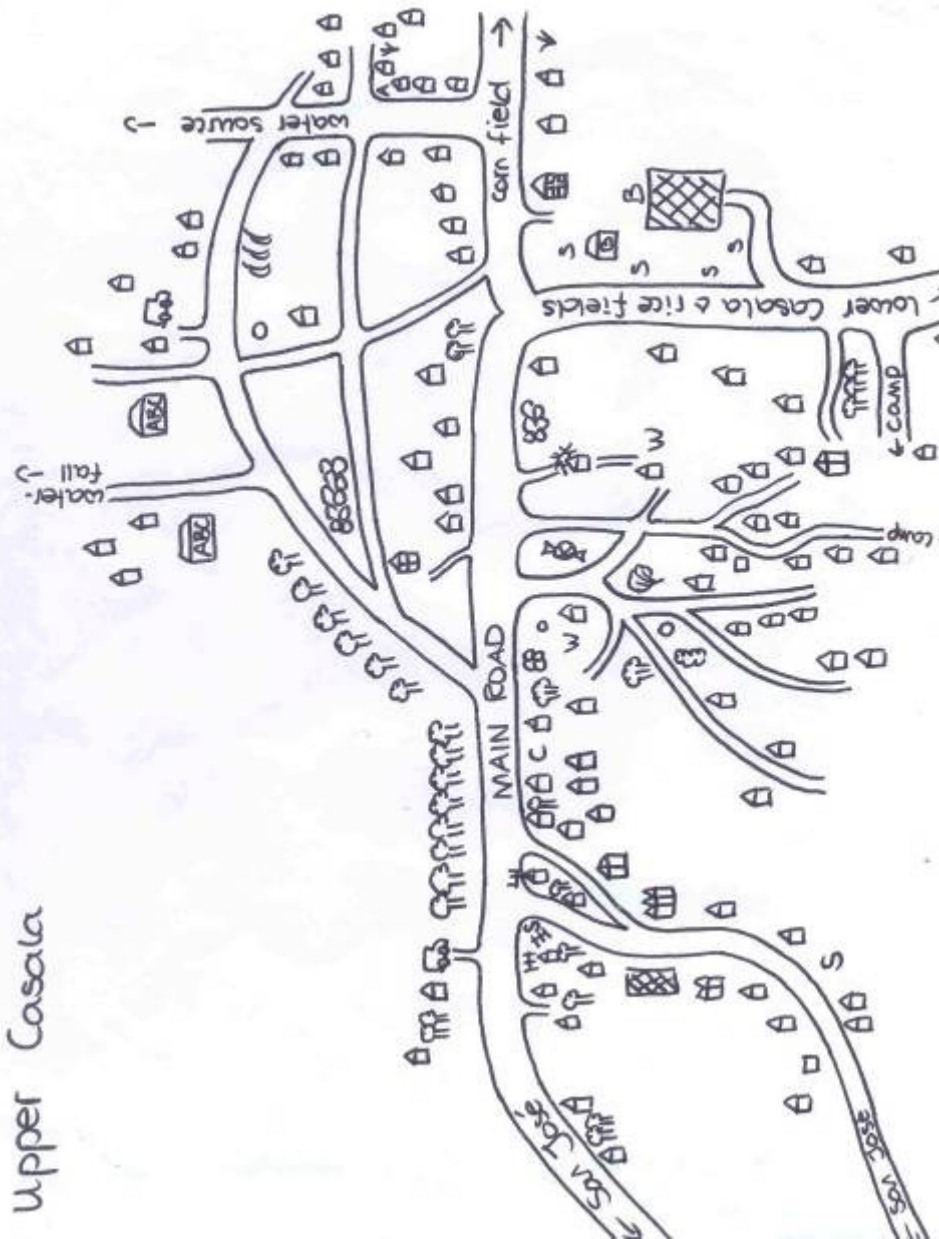 Upper Casala
water-
fall
water source
ABC
ABC
MAIN ROAD
corn field →
lower Casala & rice fields
← San José
← San José
← camp
camp
B
B
S
S
S
S
S
S
W
W
C
H
H